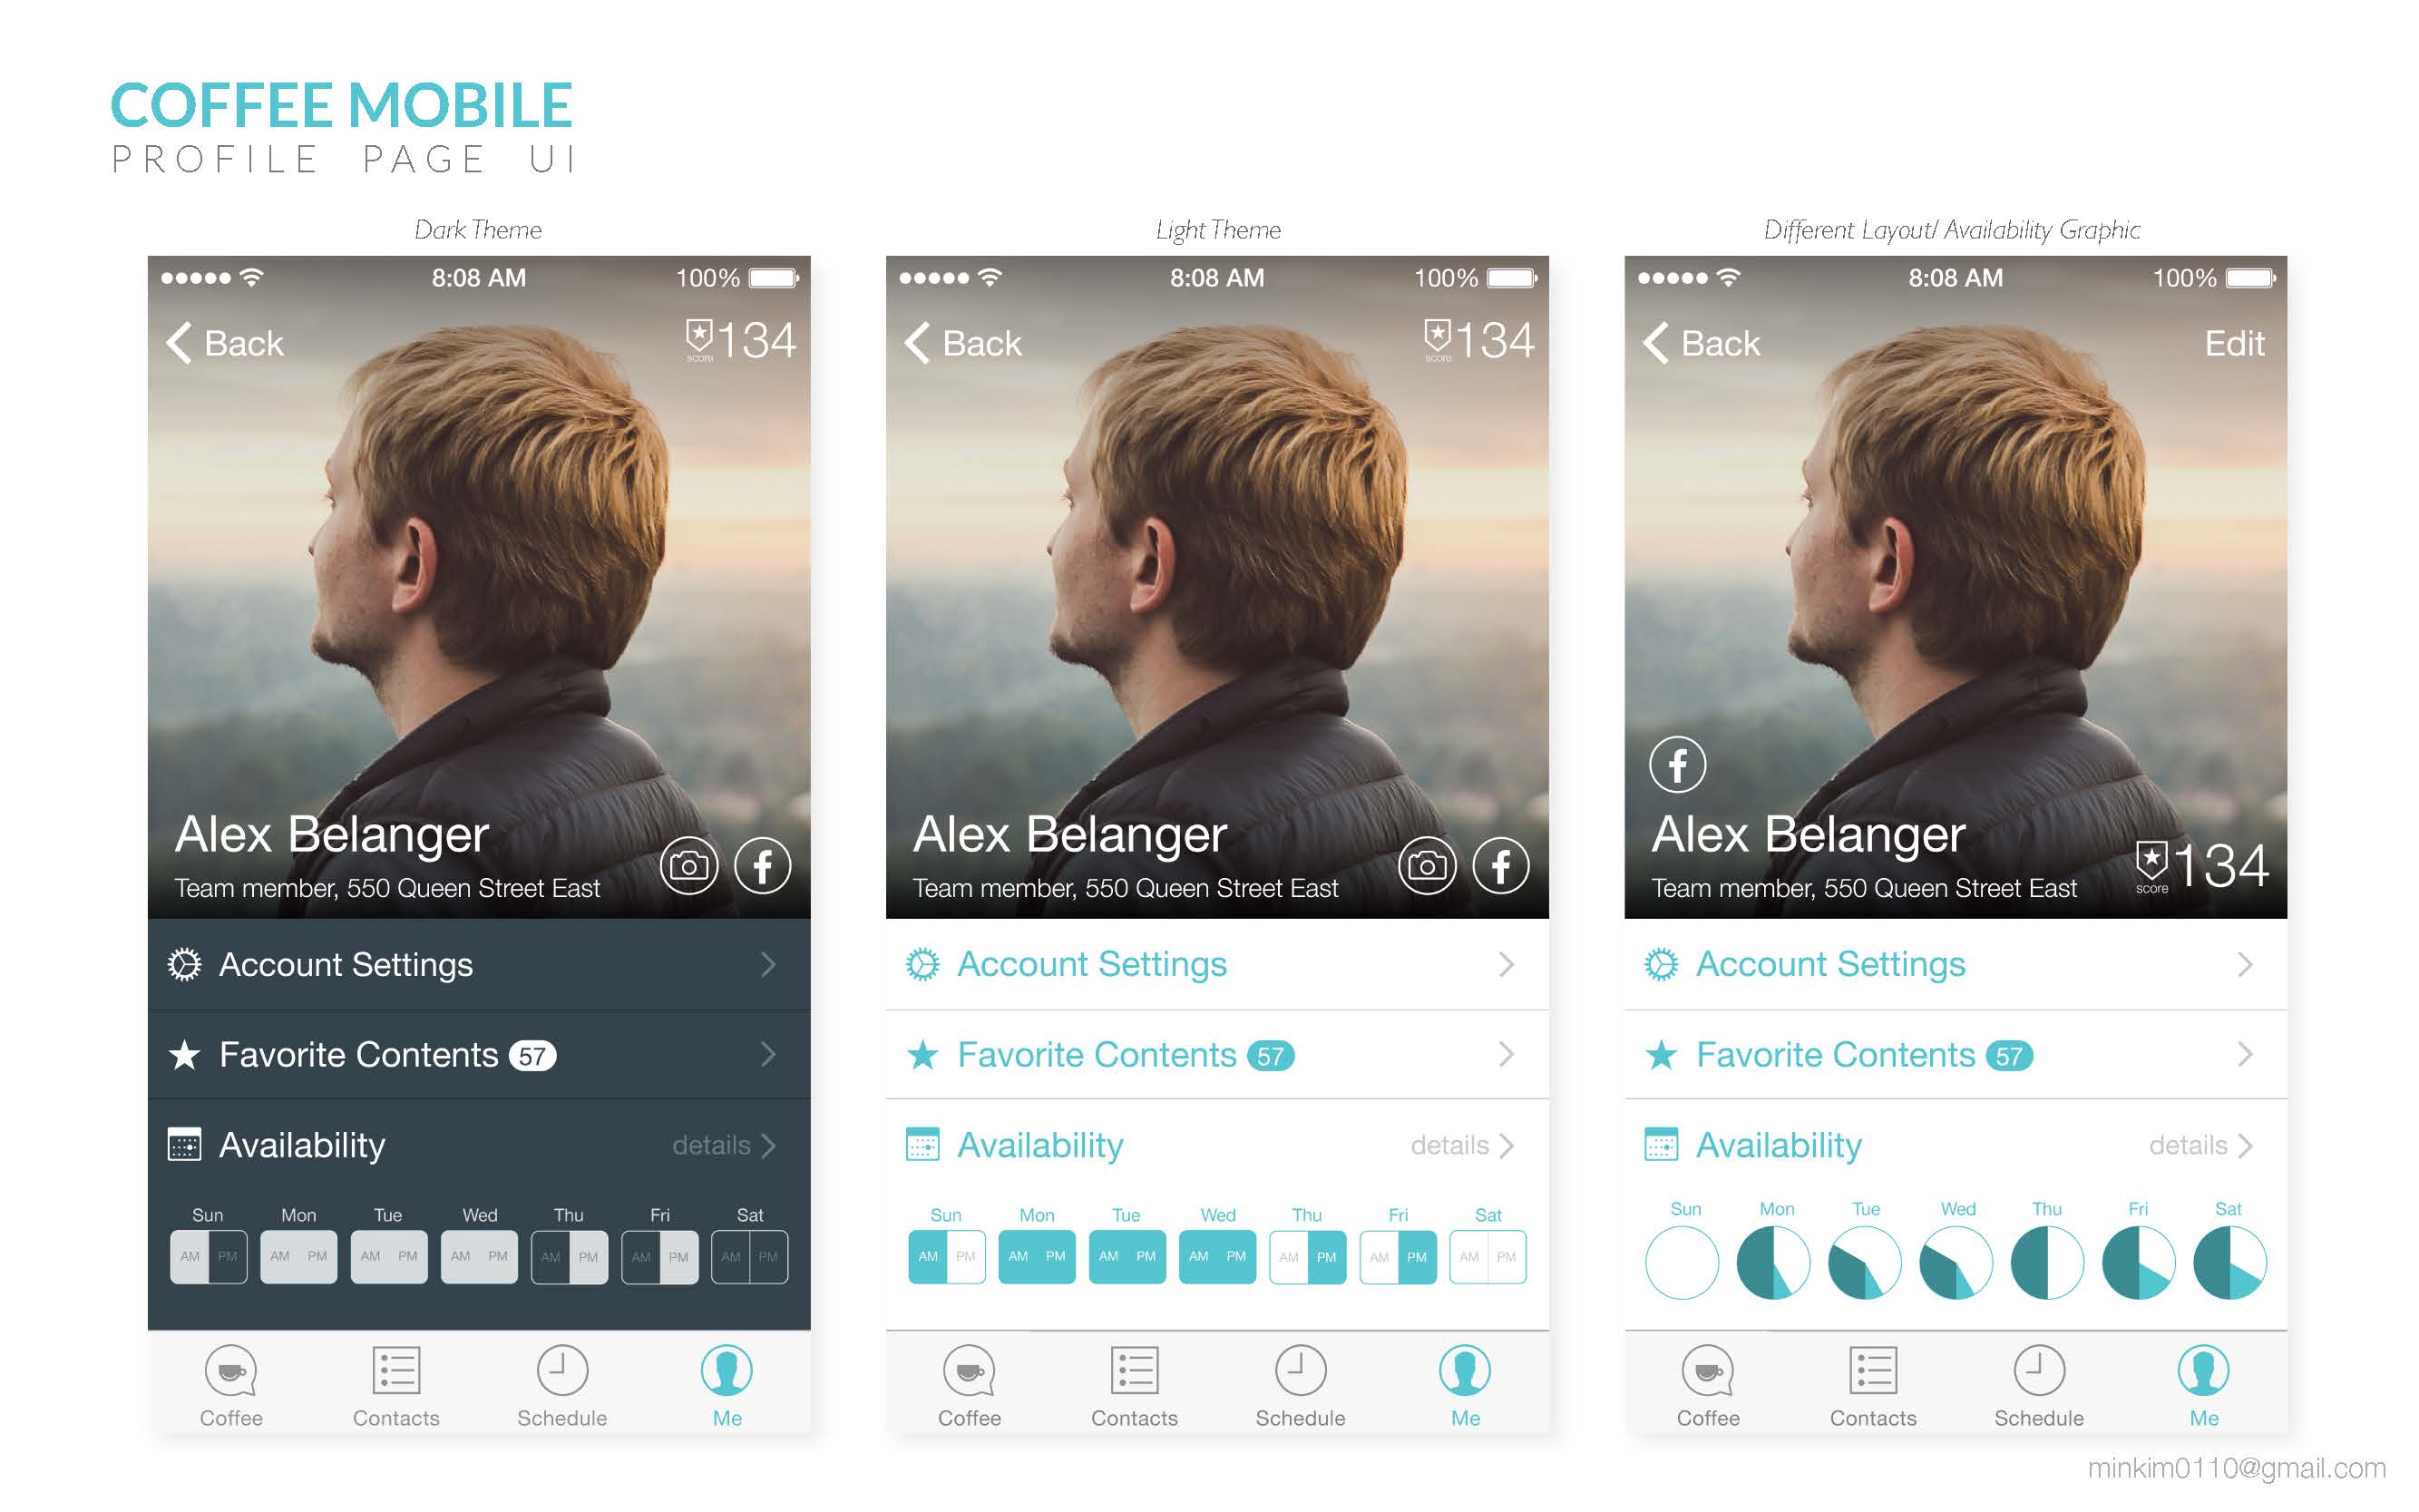 COFFEE MOBILE
PROFILE PAGE UI
Dark Theme
8:08 AM 100%
Back score 134
Alex Belanger
Team member, 550 Queen Street East
Account Settings
Favorite Contents 57
Availability details
Sun Mon Tue Wed Thu Fri Sat
AM PM AM PM AM PM AM PM AM PM AM PM AM PM
Coffee Contacts Schedule Me
Light Theme
8:08 AM 100%
Back score 134
Alex Belanger
Team member, 550 Queen Street East
Account Settings
Favorite Contents 57
Availability details
Sun Mon Tue Wed Thu Fri Sat
AM PM AM PM AM PM AM PM AM PM AM PM AM PM
Coffee Contacts Schedule Me
Different Layout/ Availability Graphic
8:08 AM 100%
Back Edit
Alex Belanger
Team member, 550 Queen Street East
score 134
Account Settings
Favorite Contents 57
Availability details
Sun Mon Tue Wed Thu Fri Sat
Coffee Contacts Schedule Me
minkim0110@gmail.com